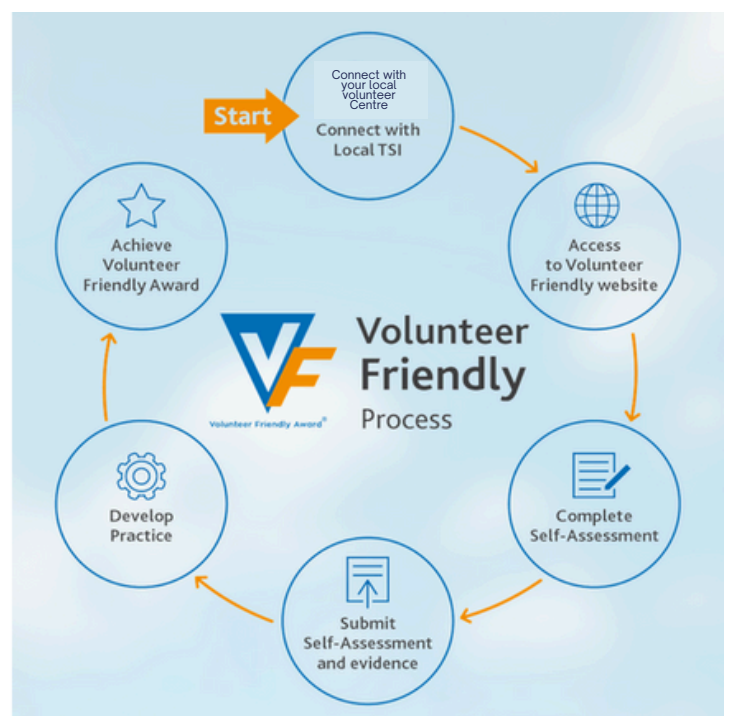 Start
Connect with
your local
volunteer
Centre
Connect with
Local TSI
Access
to Volunteer
Friendly website
Complete
Self-Assessment
Submit
Self-Assessment
and evidence
Develop
Practice
Achieve
Volunteer
Friendly Award
VF
Volunteer Friendly Award®
Volunteer
Friendly
Process